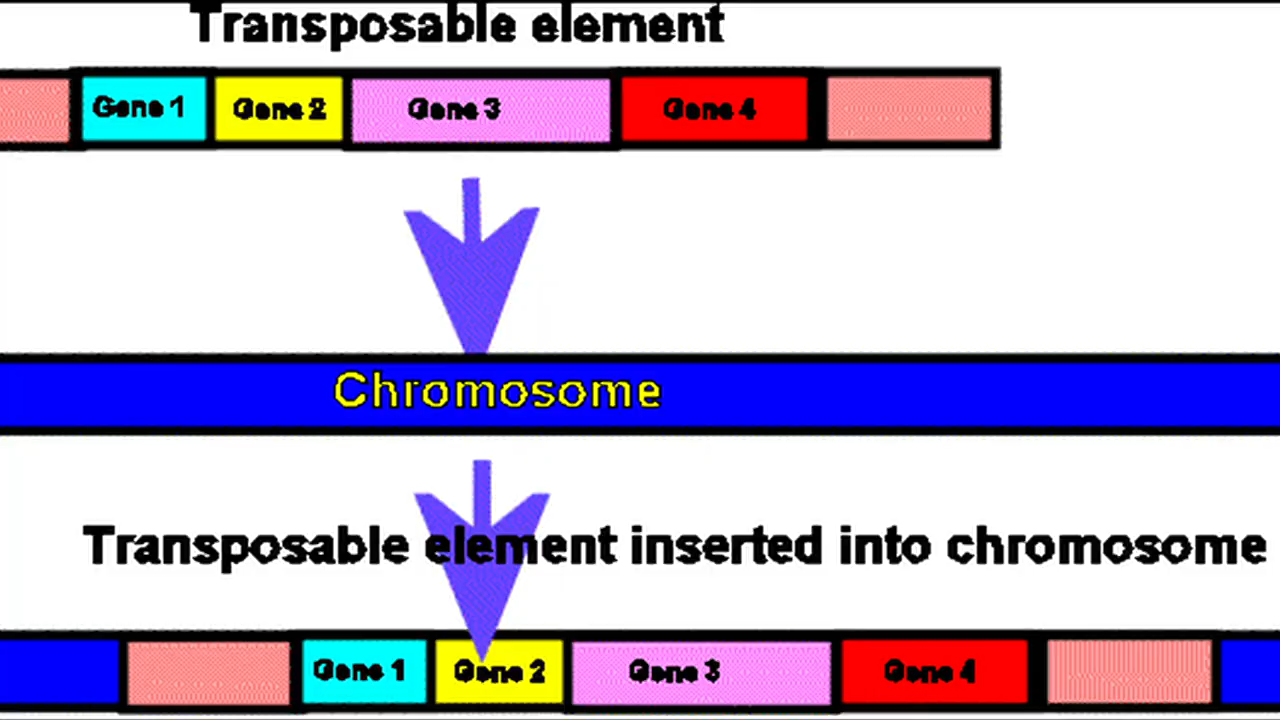 Transposable element
Gene 1 Gene 2 Gene 3 Gene 4
Chromosome
Transposable element inserted into chromosome
Gene 1 Gene 2 Gene 3 Gene 4